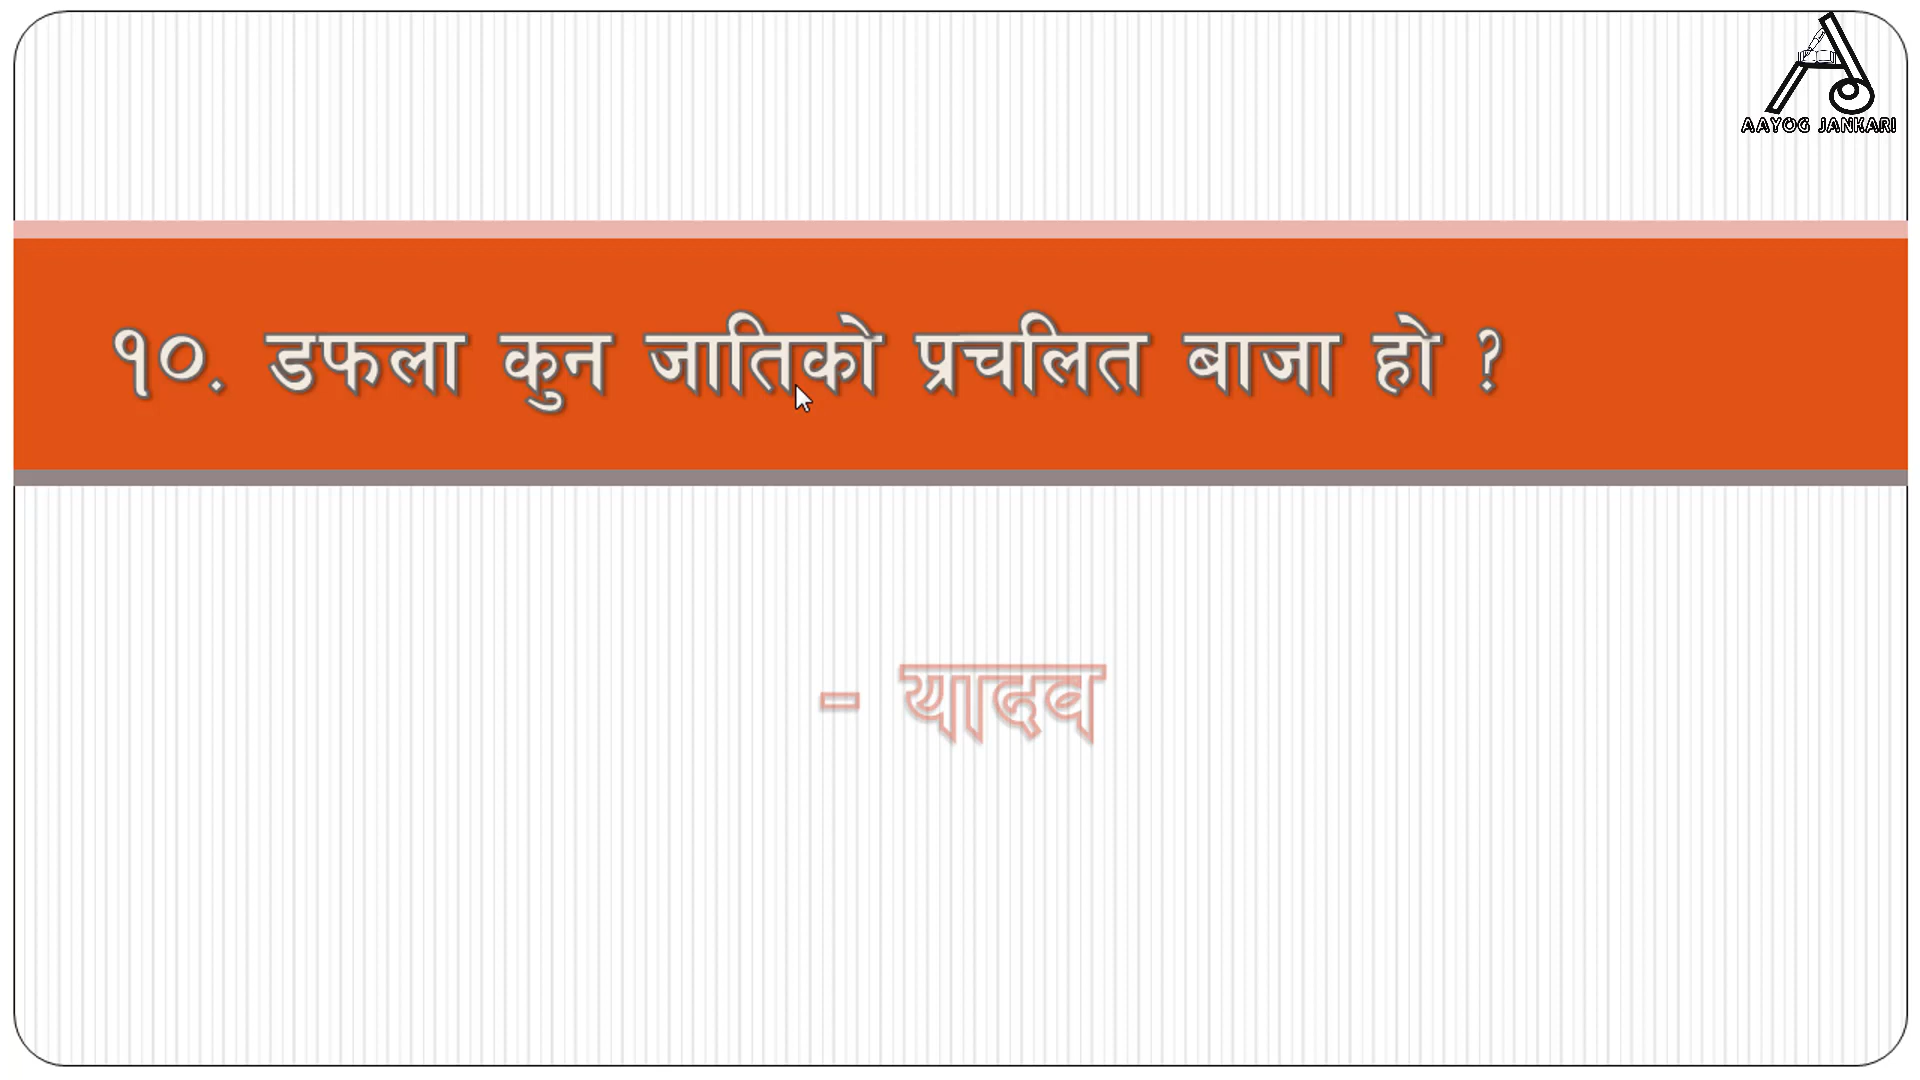 AAYOG JANKARI
१०. डफला कुन जातिको प्रचलित बाजा हो ?
- यादव